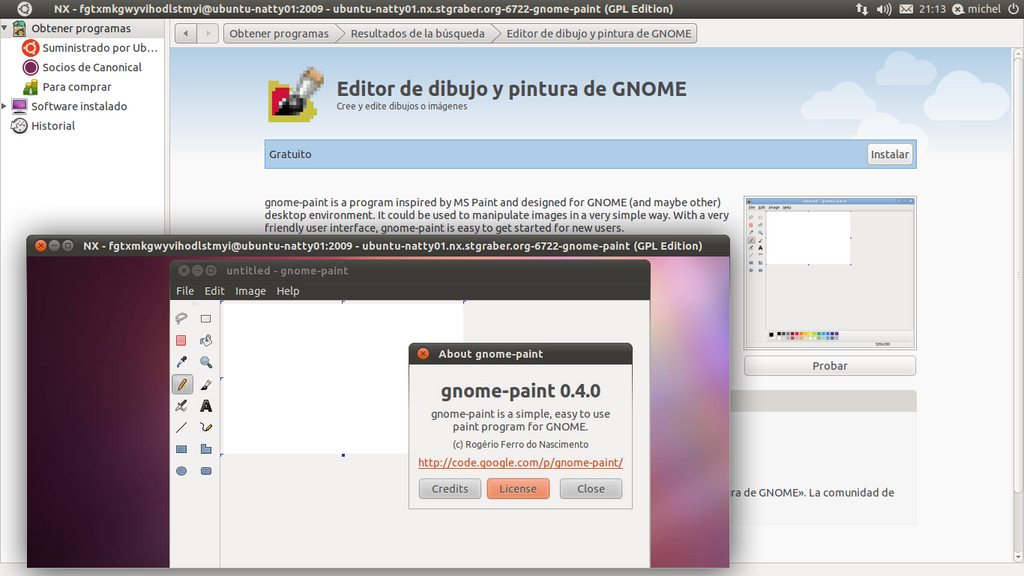 NX - fgtxmkgwyvihodlstmyi@ubuntu-natty01:2009 - ubuntu-natty01.nx.stgraber.org-6722-gnome-paint (GPL Edition)
21:13 michel
Obtener programas
Suministrado por Ub...
Socios de Canonical
Para comprar
Software instalado
Historial
Obtener programas Resultados de la búsqueda Editor de dibujo y pintura de GNOME
Editor de dibujo y pintura de GNOME
Cree y edite dibujos o imágenes
Gratuito Instalar
gnome-paint is a program inspired by MS Paint and designed for GNOME (and maybe other)
desktop environment. It could be used to manipulate images in a very simple way. With a very
friendly user interface, gnome-paint is easy to get started for new users.
Probar
ra de GNOME». La comunidad de
NX - fgtxmkgwyvihodlstmyi@ubuntu-natty01:2009 - ubuntu-natty01.nx.stgraber.org-6722-gnome-paint (GPL Edition)
untitled - gnome-paint
File Edit Image Help
A
About gnome-paint
gnome-paint 0.4.0
gnome-paint is a simple, easy to use
paint program for GNOME.
(c) Rogério Ferro do Nascimento
http://code.google.com/p/gnome-paint/
Credits License Close